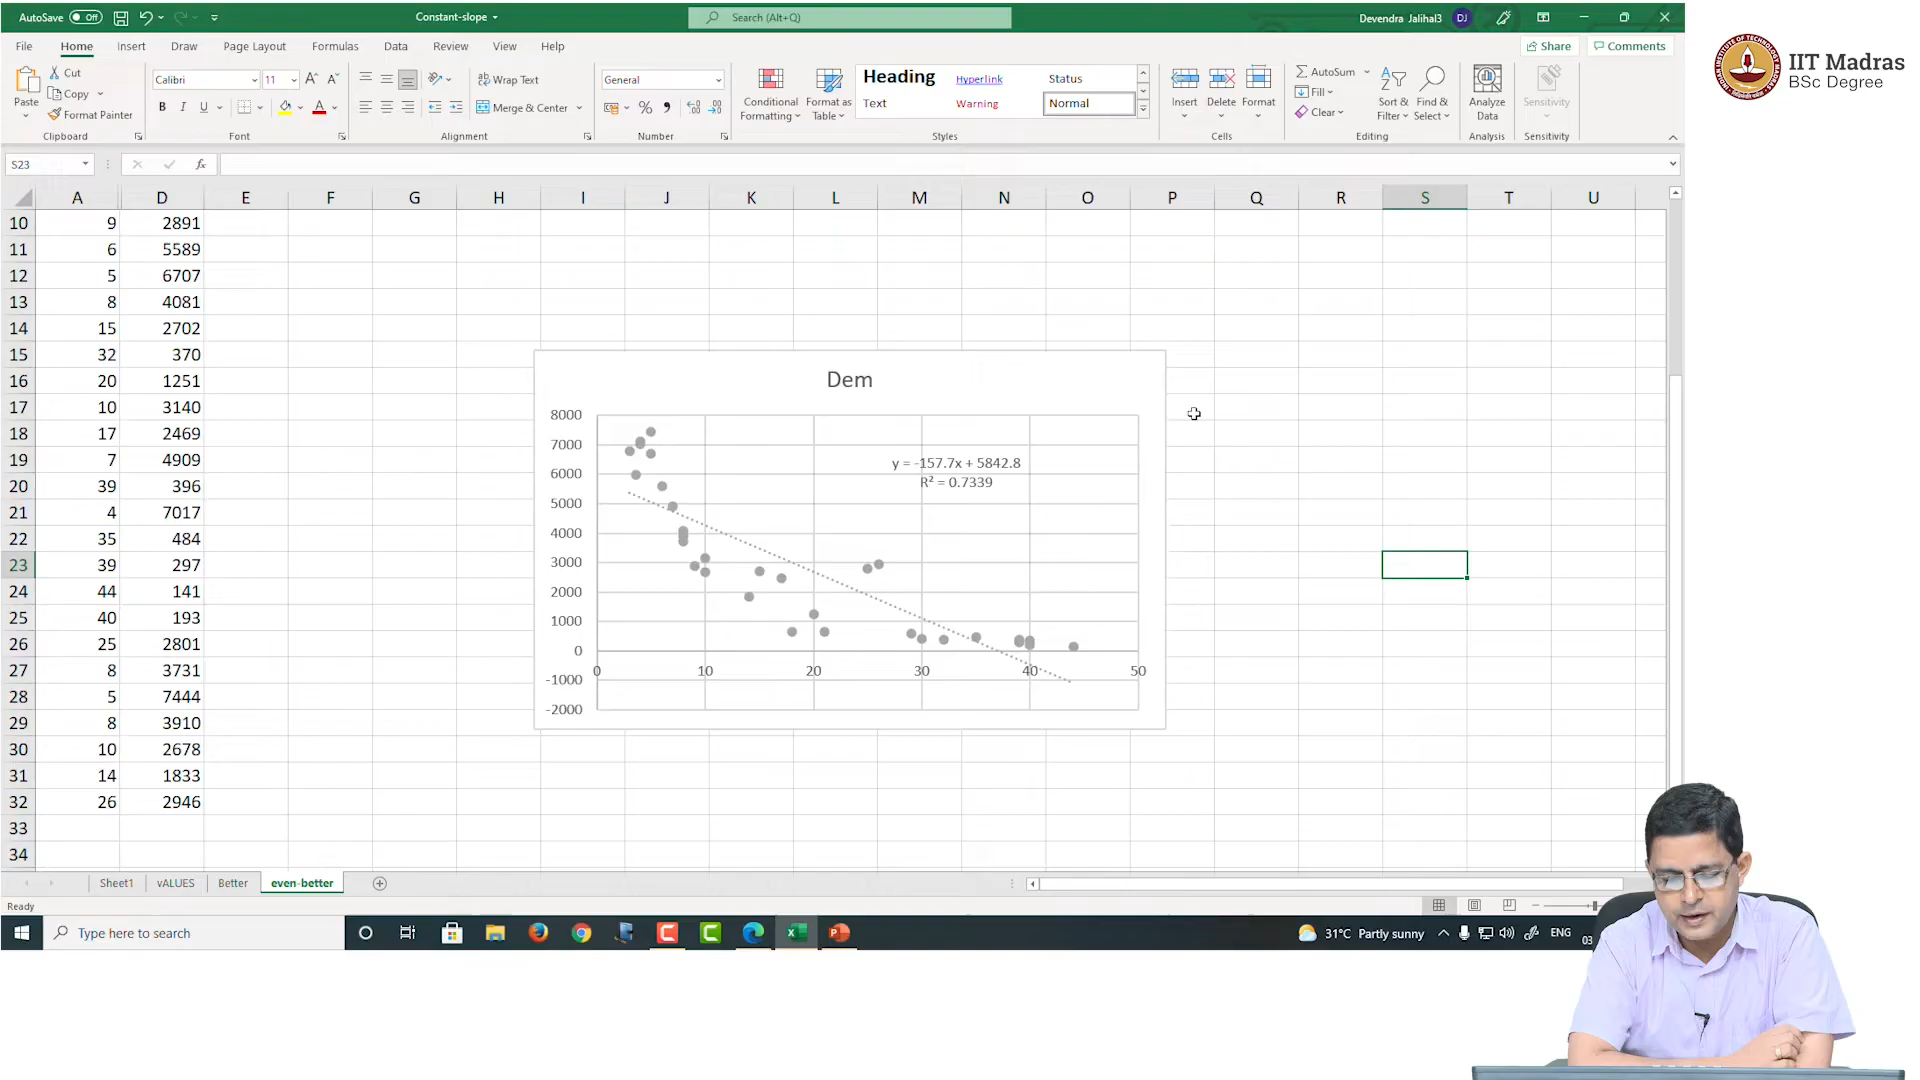 AutoSave Off Constant-slope Search (Alt+Q) Devendra Jalihal3 DJ
File Home Insert Draw Page Layout Formulas Data Review View Help Share Comments
IIT Madras
BSc Degree
Paste Cut Copy Format Painter
Calibri 11 B I U
Wrap Text
Merge & Center
General
Conditional Formatting Format as Table
Heading Hyperlink Status
Text Warning Normal
Insert Delete Format
AutoSum Fill Clear
Sort & Filter Find & Select
Analyze Data
Sensitivity
Clipboard Font Alignment Number Styles Cells Editing Analysis Sensitivity
S23 fx
A D E F G H I J K L M N O P Q R S T U
10 9 2891
11 6 5589
12 5 6707
13 8 4081
14 15 2702
15 32 370
16 20 1251
17 10 3140
18 17 2469
19 7 4909
20 39 396
21 4 7017
22 35 484
23 39 297
24 44 141
25 40 193
26 25 2801
27 8 3731
28 5 7444
29 8 3910
30 10 2678
31 14 1833
32 26 2946
33
34
Dem
8000
7000
6000
5000
4000
3000
2000
1000
0
-1000
-2000
y = -157.7x + 5842.8
R² = 0.7339
0 10 20 30 40 50
Sheet1 vALUES Better even-better
Ready
Type here to search 31°C Partly sunny ENG 03